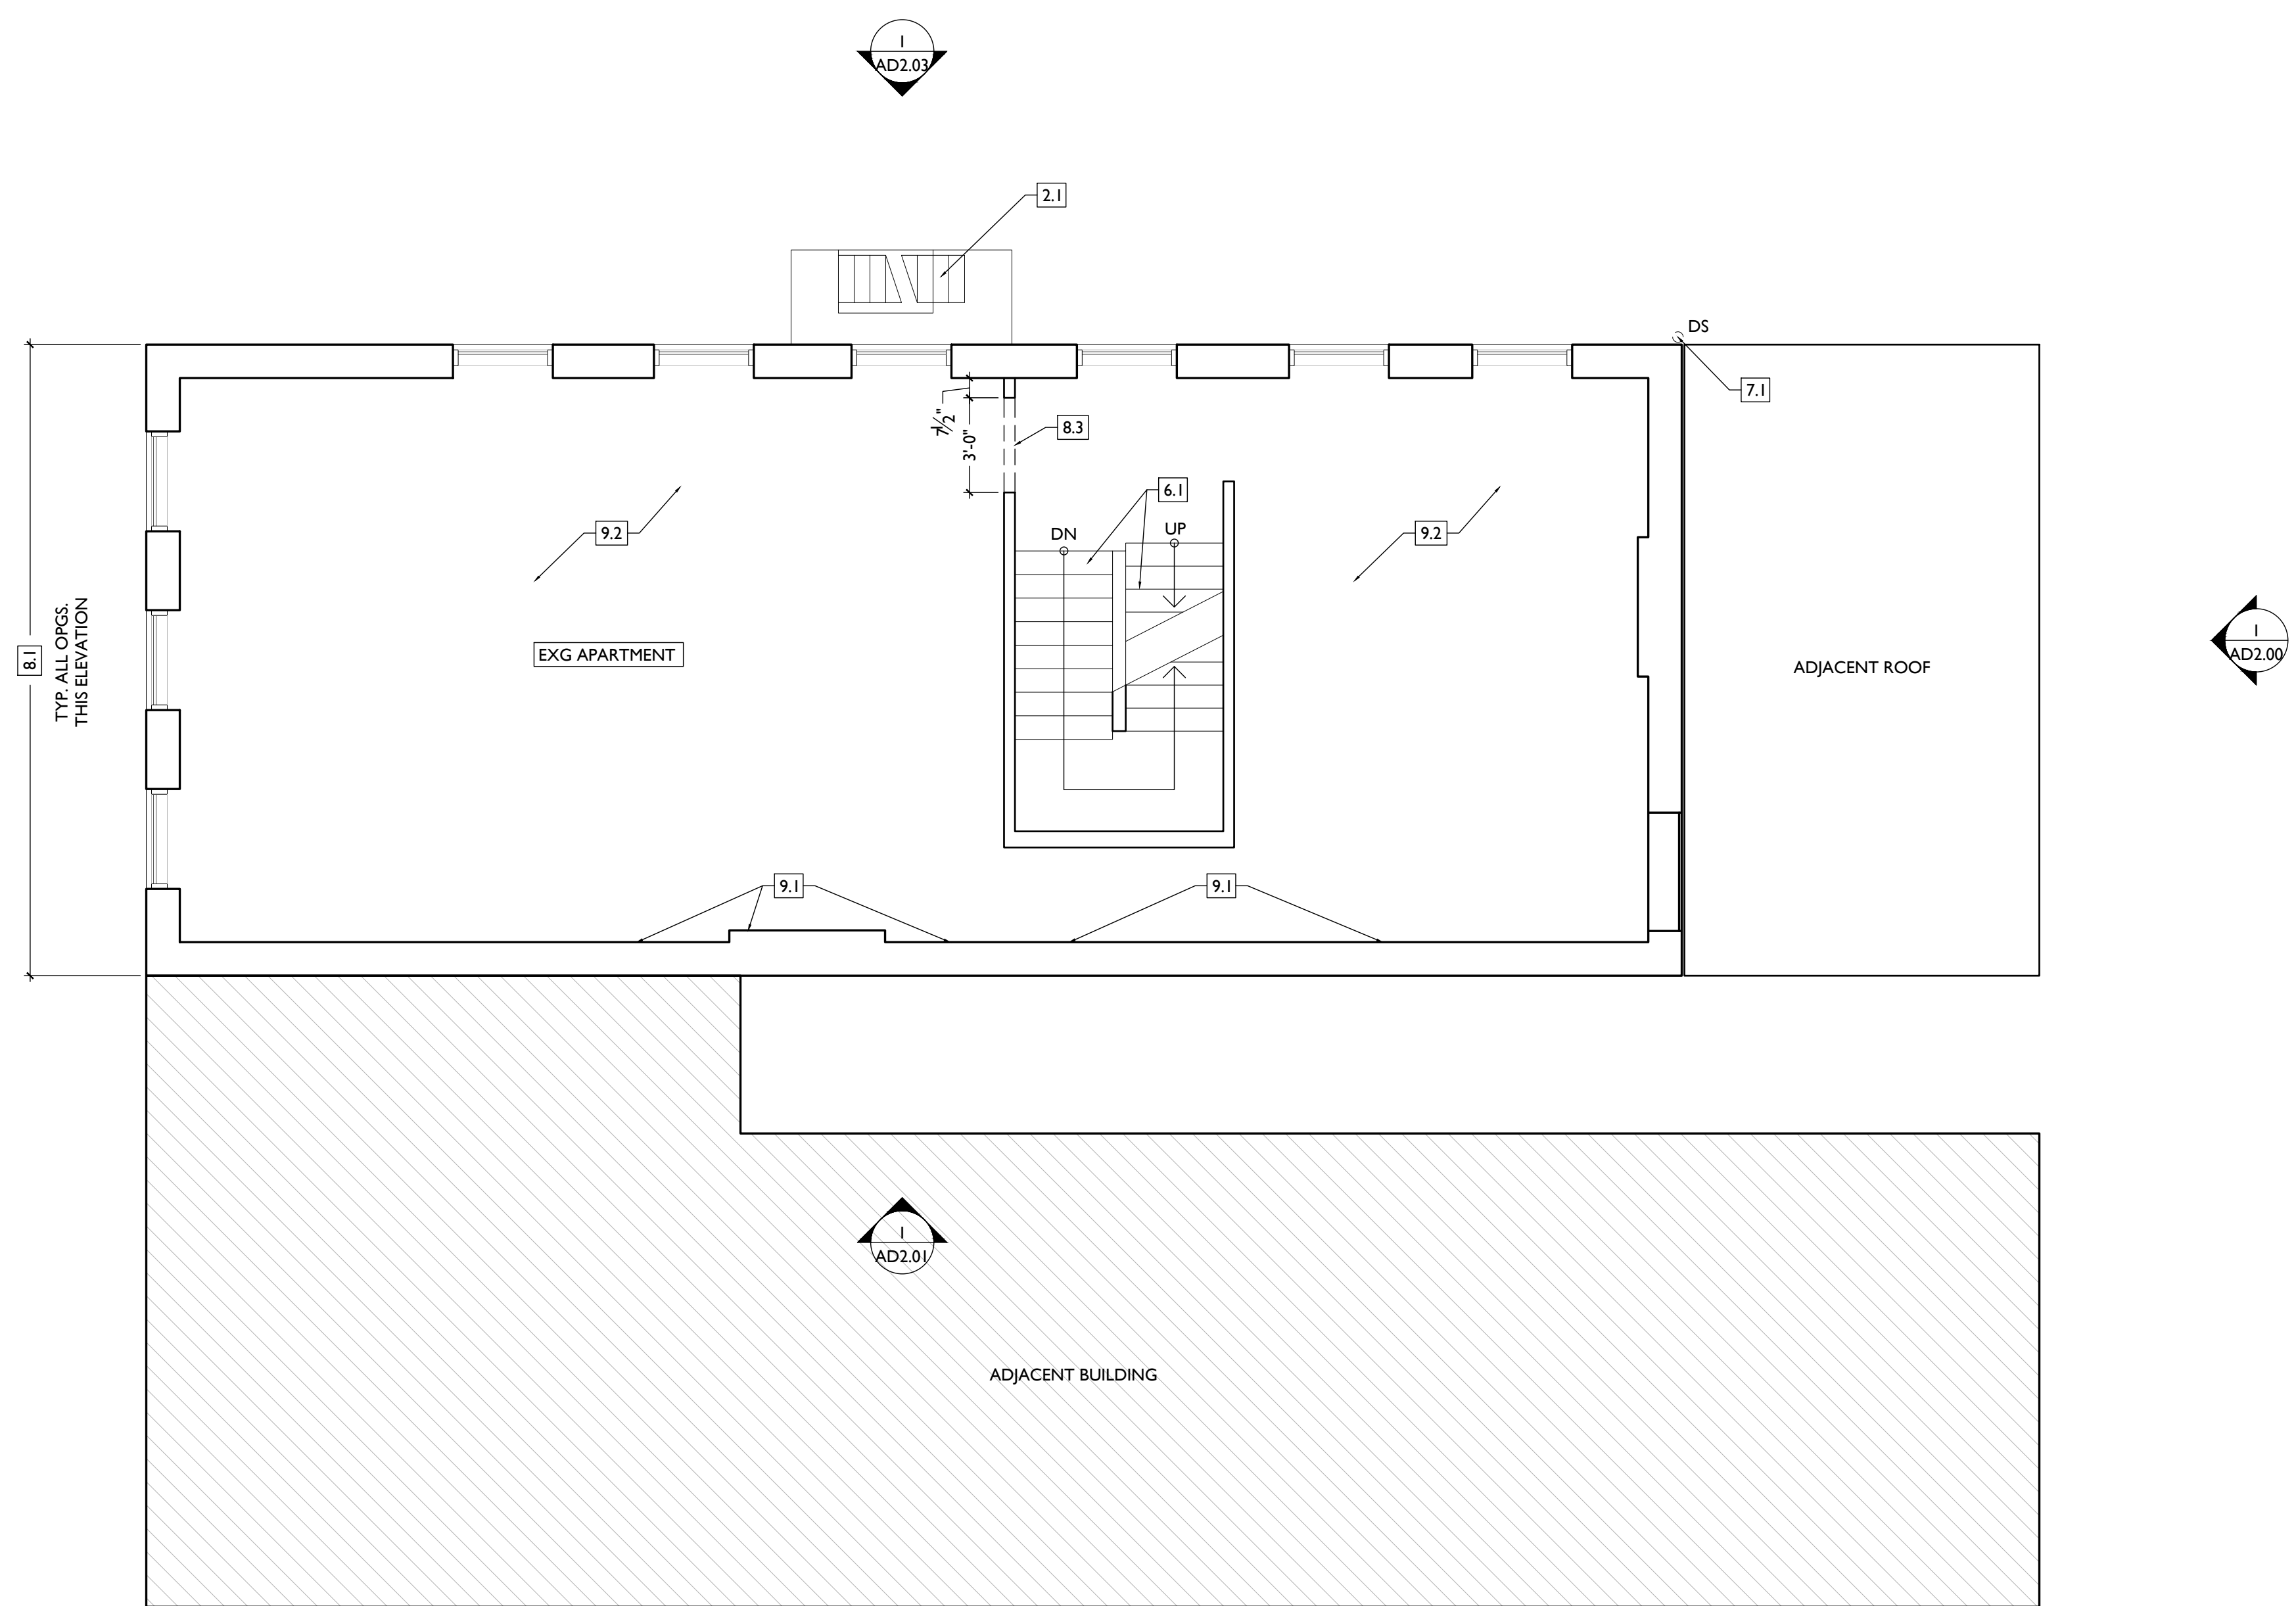 1
AD2.03
2.1
DS
7.1
7 1/2"
3'-0"
8.3
6.1
9.2
9.2
DN
UP
8.1
TYP. ALL OPGS.
THIS ELEVATION
EXG APARTMENT
ADJACENT ROOF
1
AD2.00
9.1
9.1
1
AD2.01
ADJACENT BUILDING